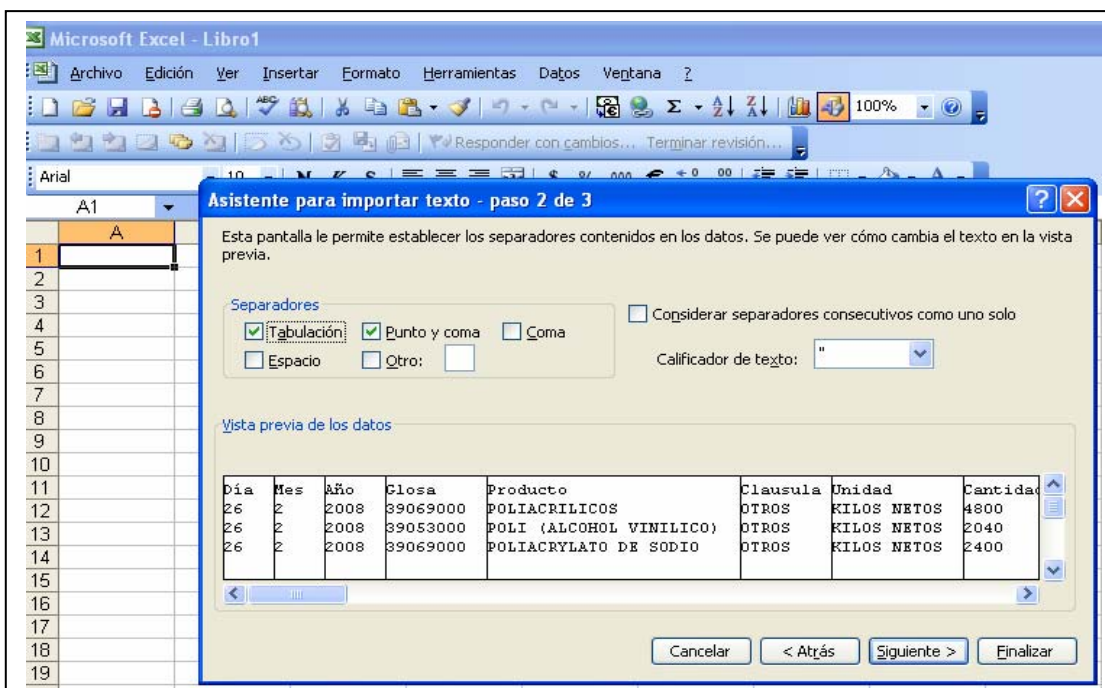 Microsoft Excel - Libro1
Archivo Edición Ver Insertar Formato Herramientas Datos Ventana ?
100%
Responder con cambios... Terminar revisión...
Arial 10 N K S $ % 000 €
A1
Asistente para importar texto - paso 2 de 3
A
Esta pantalla le permite establecer los separadores contenidos en los datos. Se puede ver cómo cambia el texto en la vista
previa.
Separadores
Tabulación Punto y coma Coma
Espacio Otro:
Considerar separadores consecutivos como uno solo
Calificador de texto: "
Vista previa de los datos
Día Mes Año Glosa Producto Clausula Unidad Cantidad
26 2 2008 39069000 POLIACRILICOS OTROS KILOS NETOS 4800
26 2 2008 39053000 POLI (ALCOHOL VINILICO) OTROS KILOS NETOS 2040
26 2 2008 39069000 POLIACRYLATO DE SODIO OTROS KILOS NETOS 2400
Cancelar < Atrás Siguiente > Finalizar
1
2
3
4
5
6
7
8
9
10
11
12
13
14
15
16
17
18
19